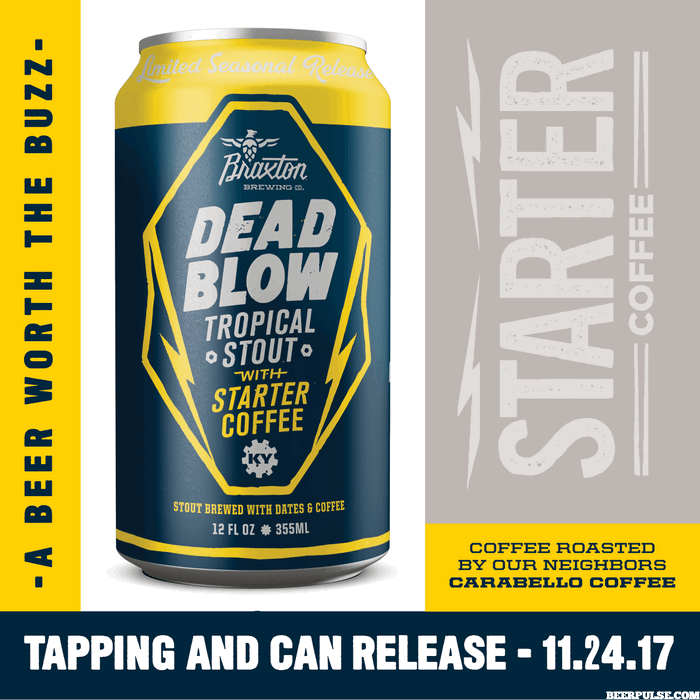 - A BEER WORTH THE BUZZ -
Limited Seasonal Release
Braxton
BREWING CO.
DEAD
BLOW
TROPICAL
STOUT
WITH
STARTER
COFFEE
KY
STOUT BREWED WITH DATES & COFFEE
12 FL OZ 355ML
STARTER
COFFEE
COFFEE ROASTED
BY OUR NEIGHBORS
CARABELLO COFFEE
TAPPING AND CAN RELEASE - 11.24.17
BEERPULSE.COM